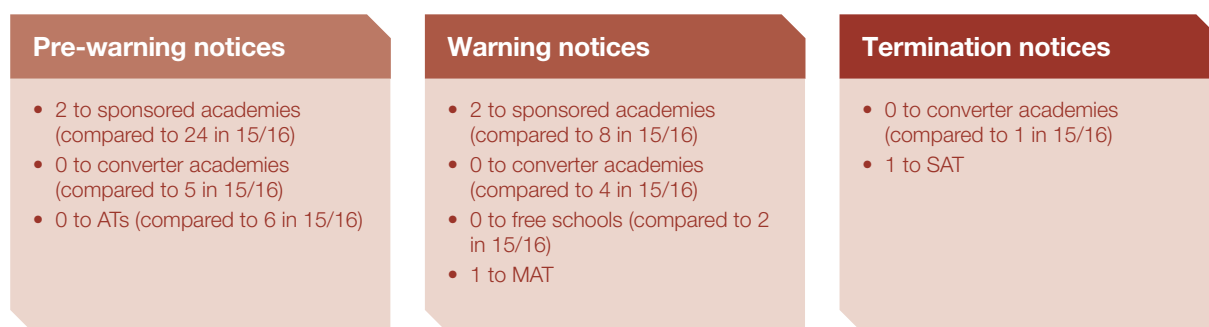 Pre-warning notices
• 2 to sponsored academies
(compared to 24 in 15/16)
• 0 to converter academies
(compared to 5 in 15/16)
• 0 to ATs (compared to 6 in 15/16)
Warning notices
• 2 to sponsored academies
(compared to 8 in 15/16)
• 0 to converter academies
(compared to 4 in 15/16)
• 0 to free schools (compared to 2
in 15/16)
• 1 to MAT
Termination notices
• 0 to converter academies
(compared to 1 in 15/16)
• 1 to SAT